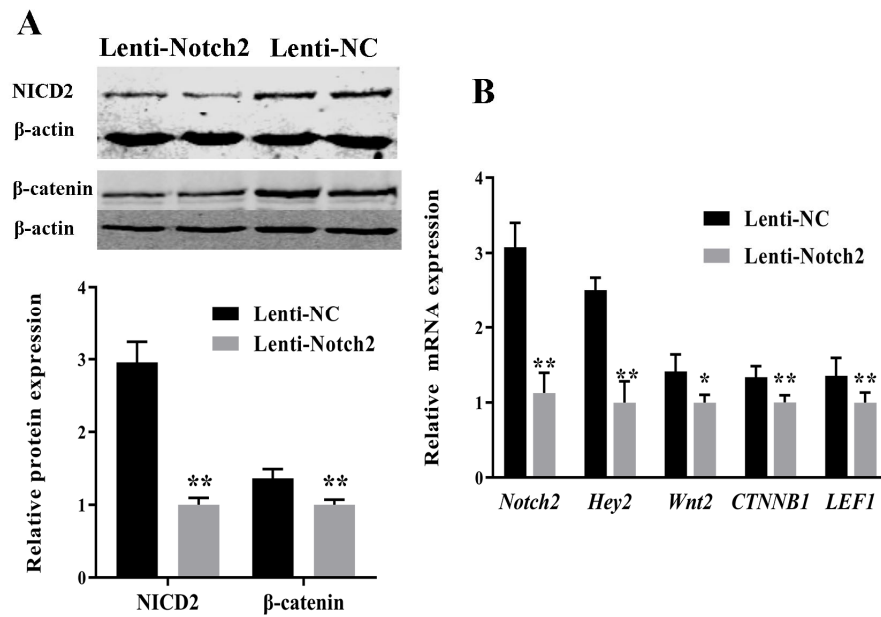 A
Lenti-Notch2 Lenti-NC
NICD2
β-actin
β-catenin
β-actin
Relative protein expression
4
3
2
1
0
Lenti-NC
Lenti-Notch2
** **
NICD2 β-catenin
B
Relative mRNA expression
4
3
2
1
0
Lenti-NC
Lenti-Notch2
** ** * ** **
Notch2 Hey2 Wnt2 CTNNB1 LEF1